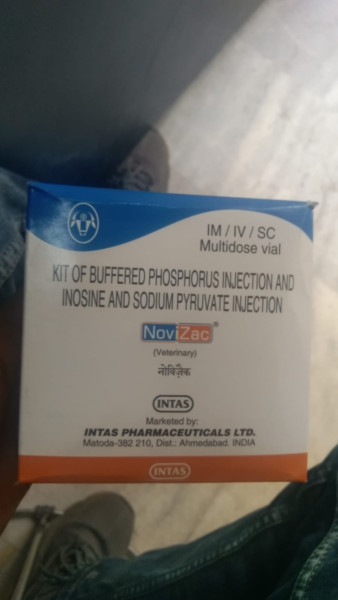 IM / IV / SC
Multidose vial
KIT OF BUFFERED PHOSPHORUS INJECTION AND
INOSINE AND SODIUM PYRUVATE INJECTION
NoviZac®
(Veterinary)
नोविज़ैक
INTAS
Marketed by:
INTAS PHARMACEUTICALS LTD.
Matoda-382 210, Dist.: Ahmedabad. INDIA
INTAS